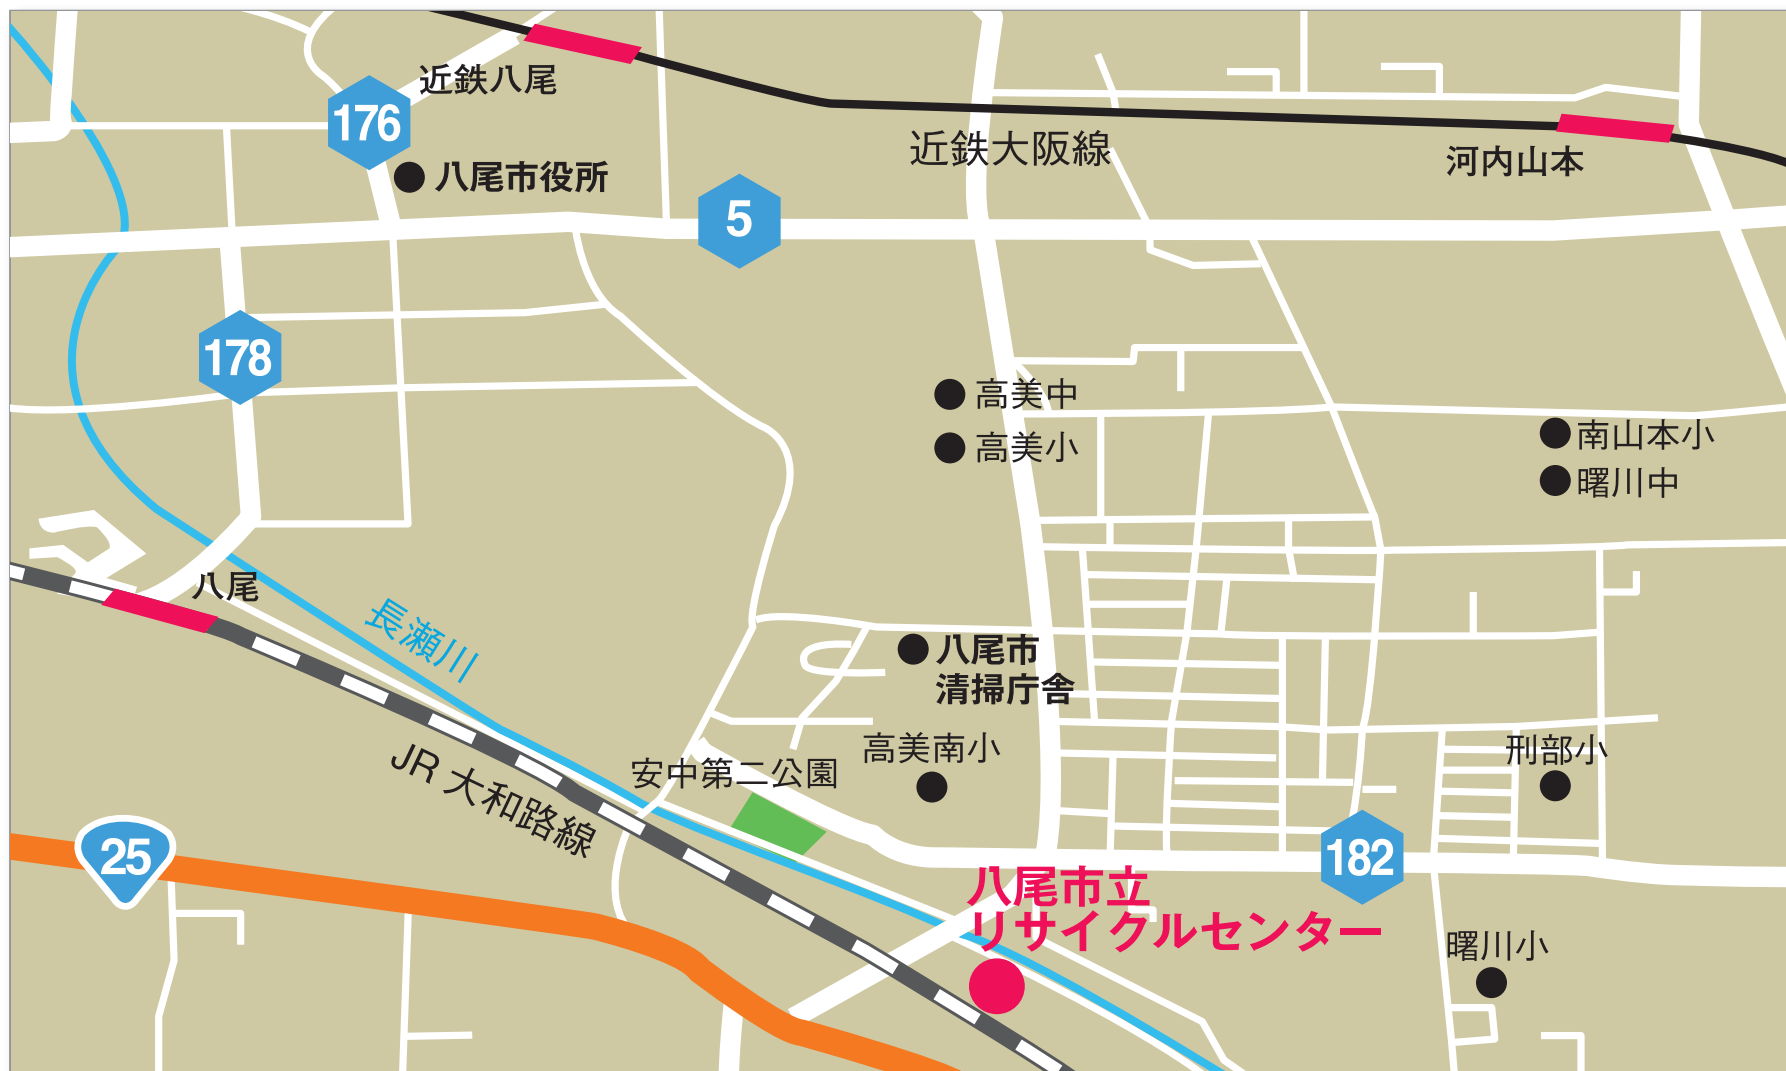 近鉄八尾
176
八尾市役所
近鉄大阪線
河内山本
5
178
高美中
高美小
南山本小
曙川中
八尾
長瀬川
八尾市
清掃庁舎
高美南小
安中第二公園
JR 大和路線
刑部小
25
182
八尾市立
リサイクルセンター
曙川小